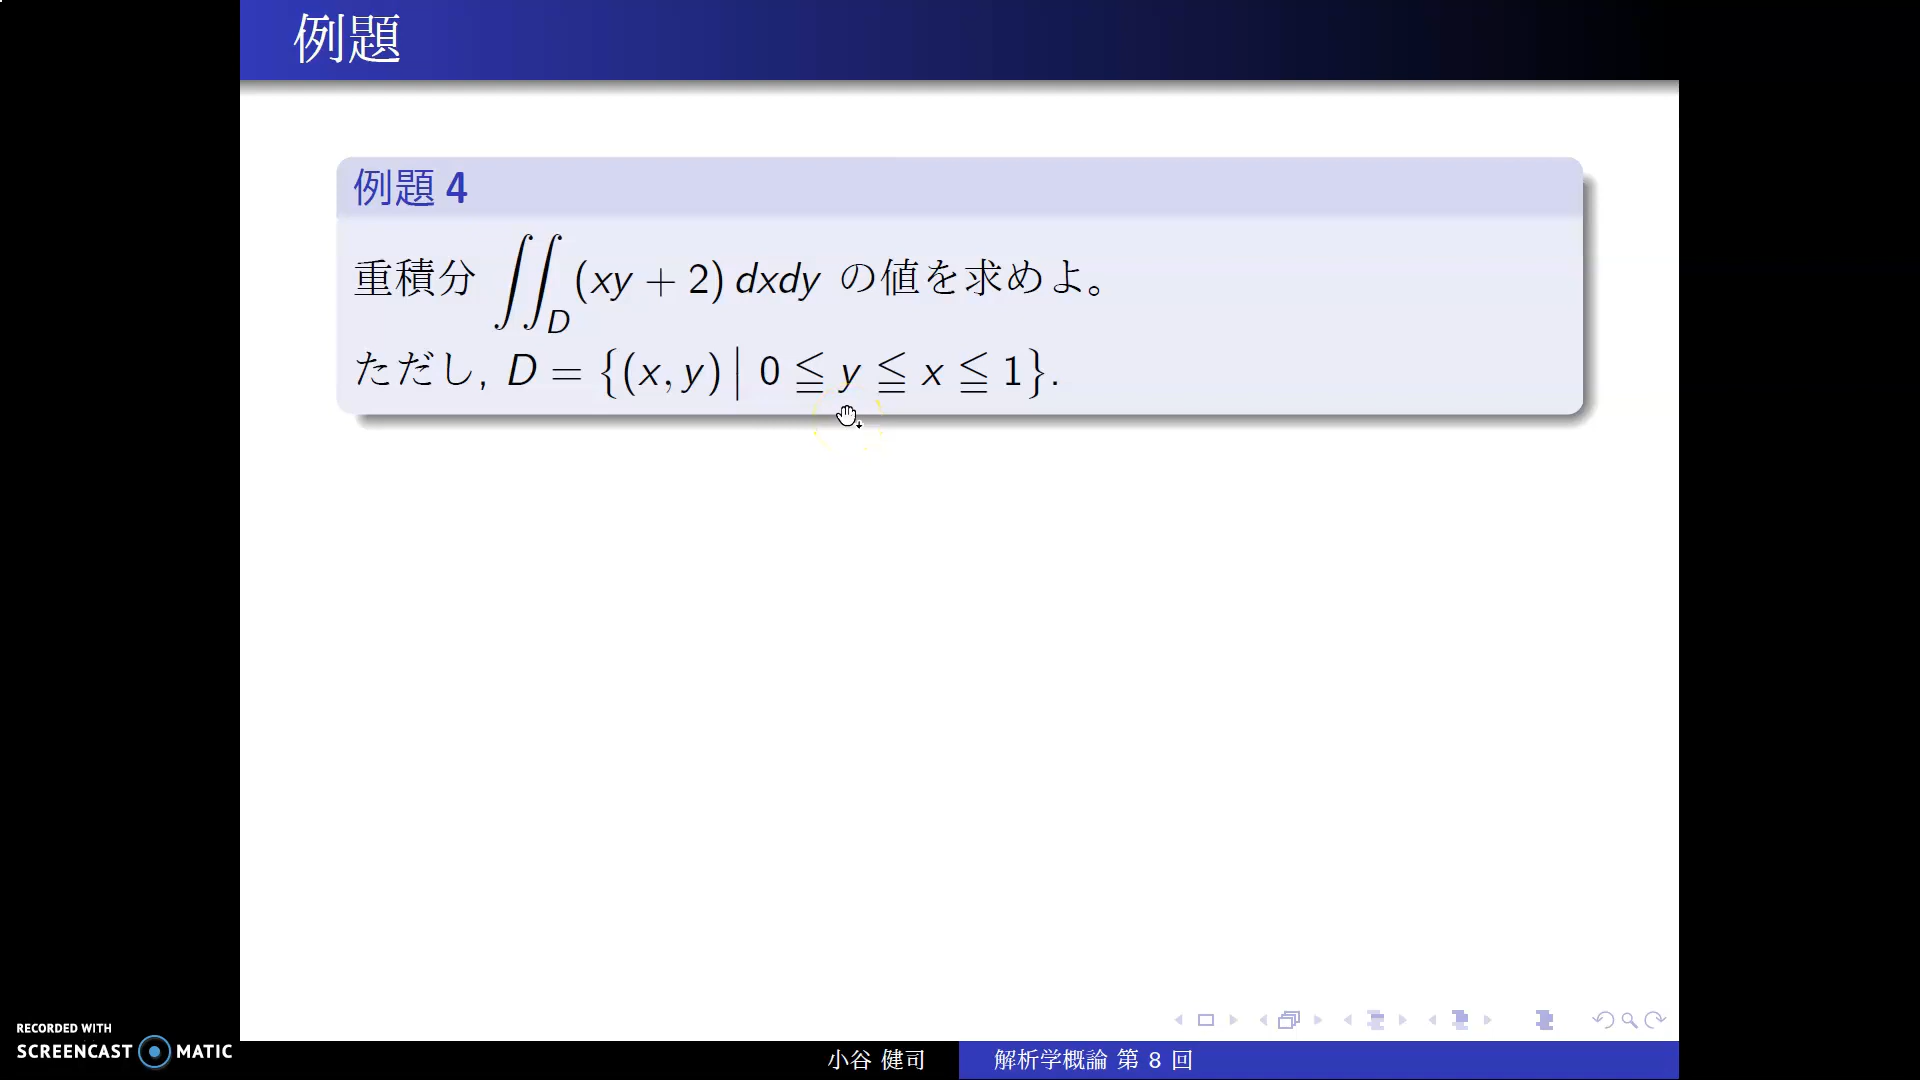 例題
例題 4
重積分 ∬_D (xy + 2) dxdy の値を求めよ。
ただし, D = {(x, y) | 0 ≦ y ≦ x ≦ 1}.
RECORDED WITH
SCREENCAST MATIC
小谷 健司 解析学概論 第 8 回